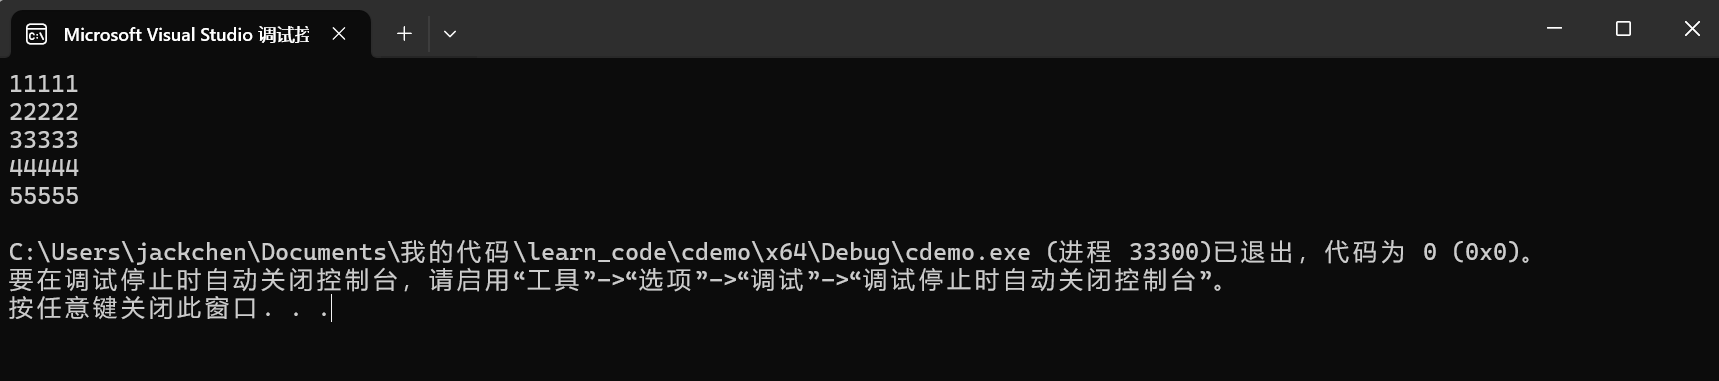 Microsoft Visual Studio 调试控
11111
22222
33333
44444
55555
C:\Users\jackchen\Documents\我的代码\learn_code\cdemo\x64\Debug\cdemo.exe (进程 33300)已退出，代码为 0 (0x0)。
要在调试停止时自动关闭控制台，请启用“工具”->“选项”->“调试”->“调试停止时自动关闭控制台”。
按任意键关闭此窗口. . .